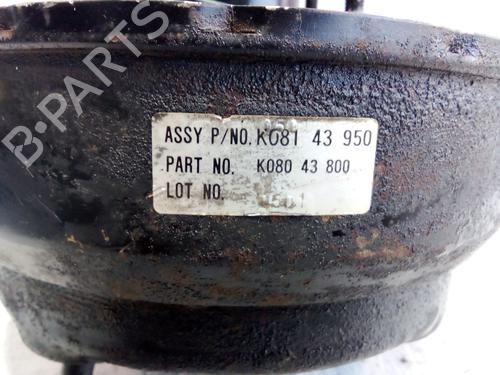 ASSY P/NO. K081 43 950
PART NO. K080 43 800
LOT NO.
B-PARTS